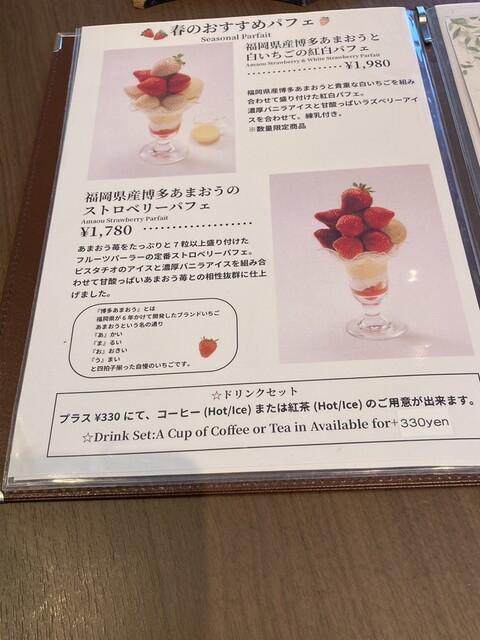 春のおすすめパフェ
Seasonal Parfait
福岡県産博多あまおうと
白いちごの紅白パフェ
Amaou Strawberry & White Strawberry Parfait
¥1,980
福岡県産博多あまおうと貴重な白いちごを組み
合わせて盛り付けた紅白パフェ。
濃厚バニラアイスと甘酸っぱいラズベリーアイ
スを合わせて。練乳付き。
※数量限定商品
福岡県産博多あまおうの
ストロベリーパフェ
Amaou Strawberry Parfait
¥1,780
あまおう苺をたっぷりと7粒以上盛り付けた
フルーツパーラーの定番ストロベリーパフェ。
ピスタチオのアイスと濃厚バニラアイスを組み合
わせて甘酸っぱいあまおう苺との相性抜群に仕上
げました。
『博多あまおう』とは
福岡県が6年かけて開発したブランドいちご
あまおうという名の通り
『あ』かい
『ま』るい
『お』おきい
『う』まい
と四拍子揃った自慢のいちごです。
☆ドリンクセット
プラス¥330にて、コーヒー(Hot/Ice)または紅茶(Hot/Ice)のご用意が出来ます。
☆Drink Set:A Cup of Coffee or Tea in Available for+330yen